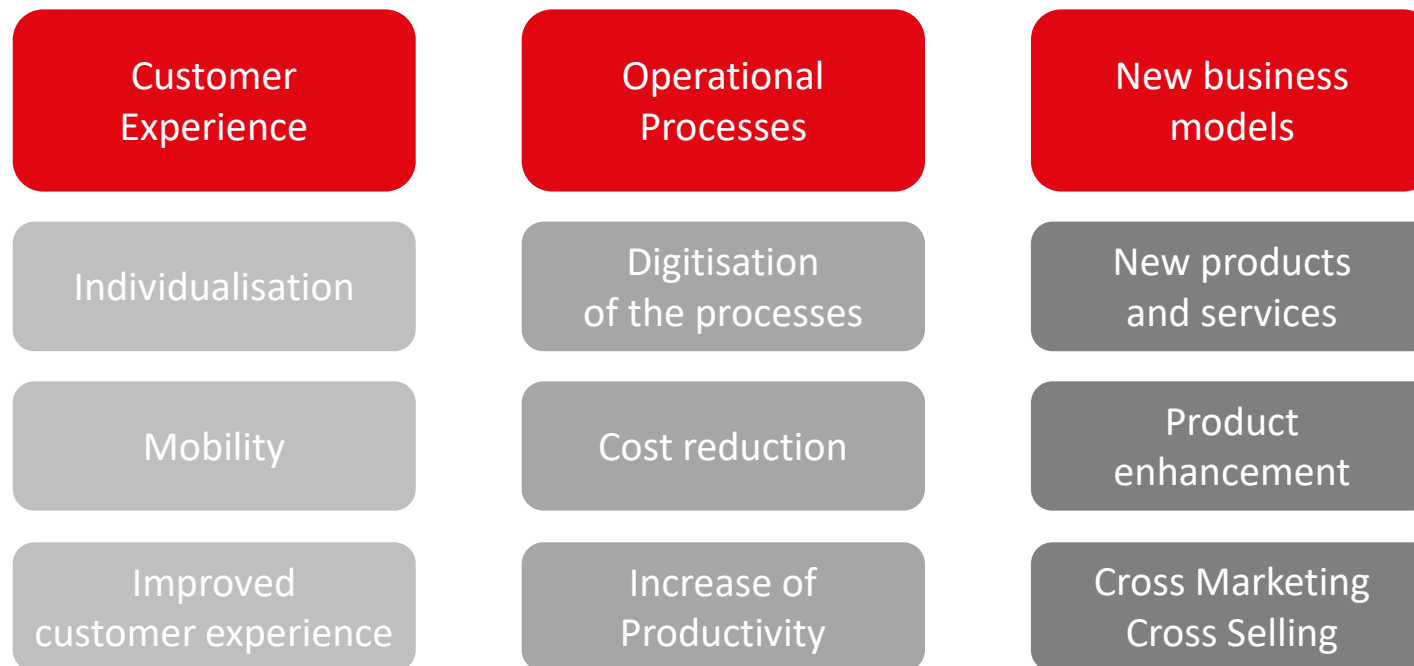 Customer
Experience
Operational
Processes
New business
models
Individualisation
Digitisation
of the processes
New products
and services
Mobility
Cost reduction
Product
enhancement
Improved
customer experience
Increase of
Productivity
Cross Marketing
Cross Selling